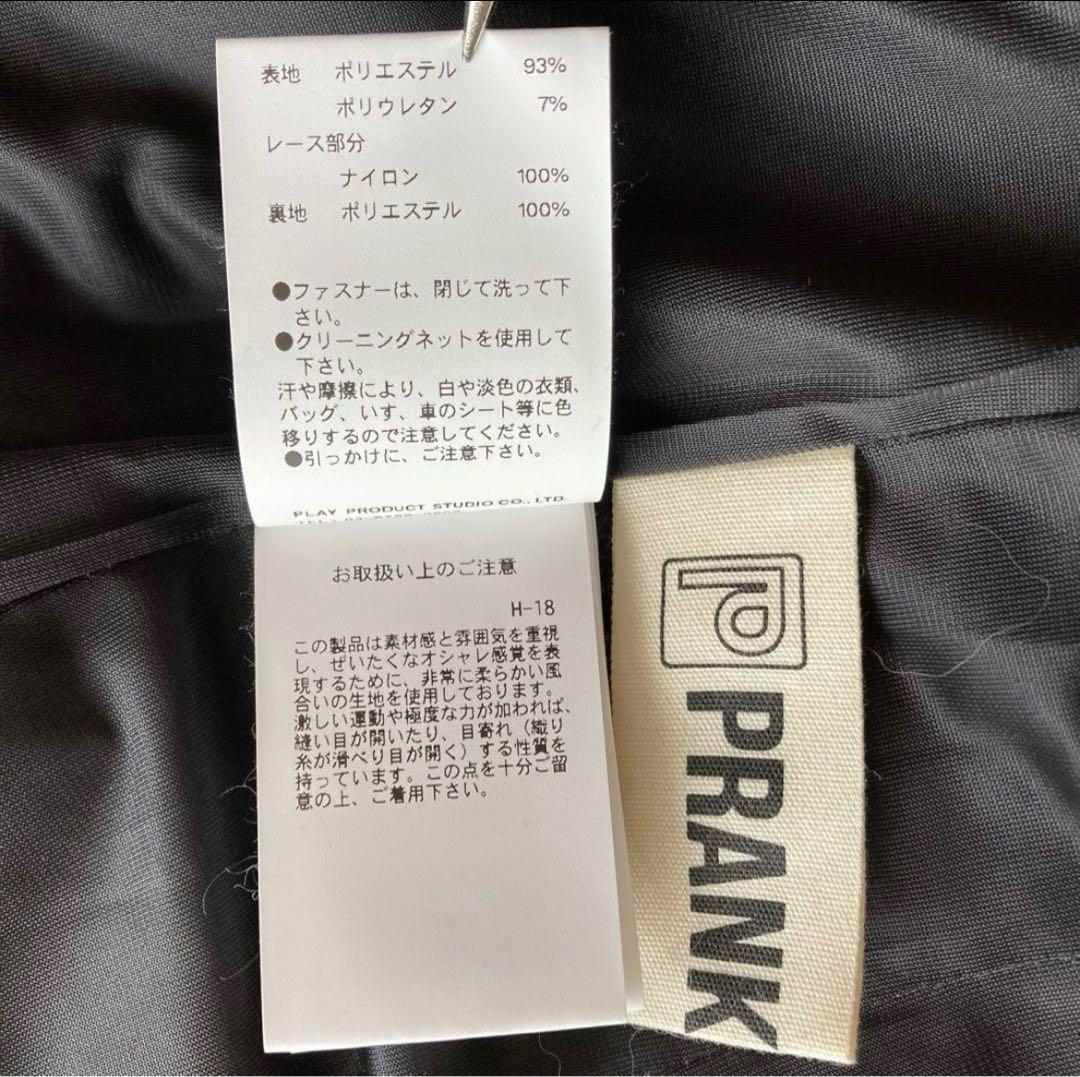 表地 ポリエステル 93%
ポリウレタン 7%
レース部分
ナイロン 100%
裏地 ポリエステル 100%
●ファスナーは、閉じて洗って下
さい。
●クリーニングネットを使用して
下さい。
汗や摩擦により、白や淡色の衣類、
バッグ、いす、車のシート等に色
移りするので注意してください。
●引っかけに、ご注意下さい。
PLAY PRODUCT STUDIO CO., LTD.
お取扱い上のご注意
H-18
この製品は素材感と雰囲気を重視
し、ぜいたくなオシャレ感覚を表
現するために、非常に柔らかい風
合いの生地を使用しております。
激しい運動や極度な力が加われば、
縫い目が開いたり、目寄れ（織り
糸が滑べり目が開く）する性質を
持っています。この点を十分ご留
意の上、ご着用下さい。
PRANK